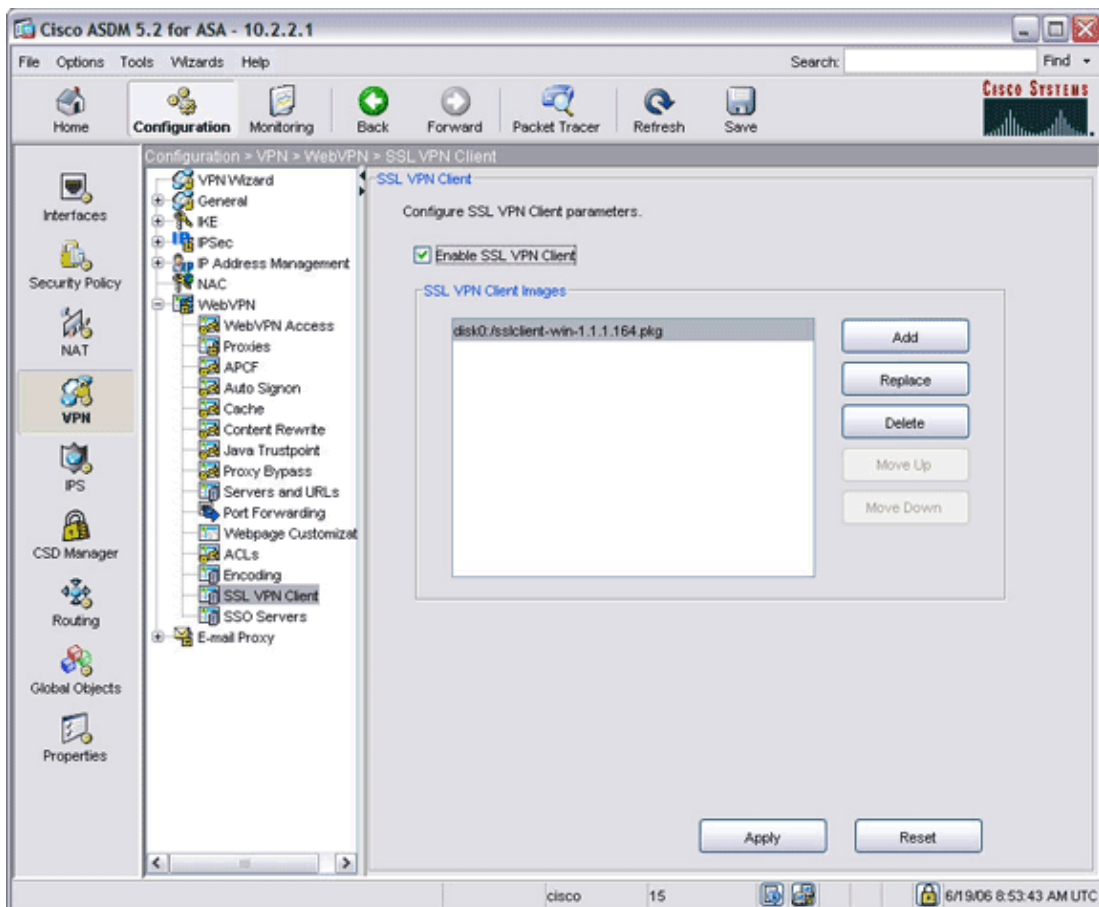 Cisco ASDM 5.2 for ASA - 10.2.2.1
File Options Tools Wizards Help Search: Find
Home Configuration Monitoring Back Forward Packet Tracer Refresh Save
CISCO SYSTEMS
Configuration > VPN > WebVPN > SSL VPN Client
Interfaces
Security Policy
NAT
VPN
IPS
CSD Manager
Routing
Global Objects
Properties
VPN Wizard
General
IKE
IPSec
IP Address Management
NAC
WebVPN
WebVPN Access
Proxies
APCF
Auto Signon
Cache
Content Rewrite
Java Trustpoint
Proxy Bypass
Servers and URLs
Port Forwarding
Webpage Customizat
ACLs
Encoding
SSL VPN Client
SSO Servers
E-mail Proxy
SSL VPN Client
Configure SSL VPN Client parameters.
Enable SSL VPN Client
SSL VPN Client Images
disk0:/sslclient-win-1.1.1.164.pkg
Add
Replace
Delete
Move Up
Move Down
Apply Reset
cisco 15 6/19/06 8:53:43 AM UTC